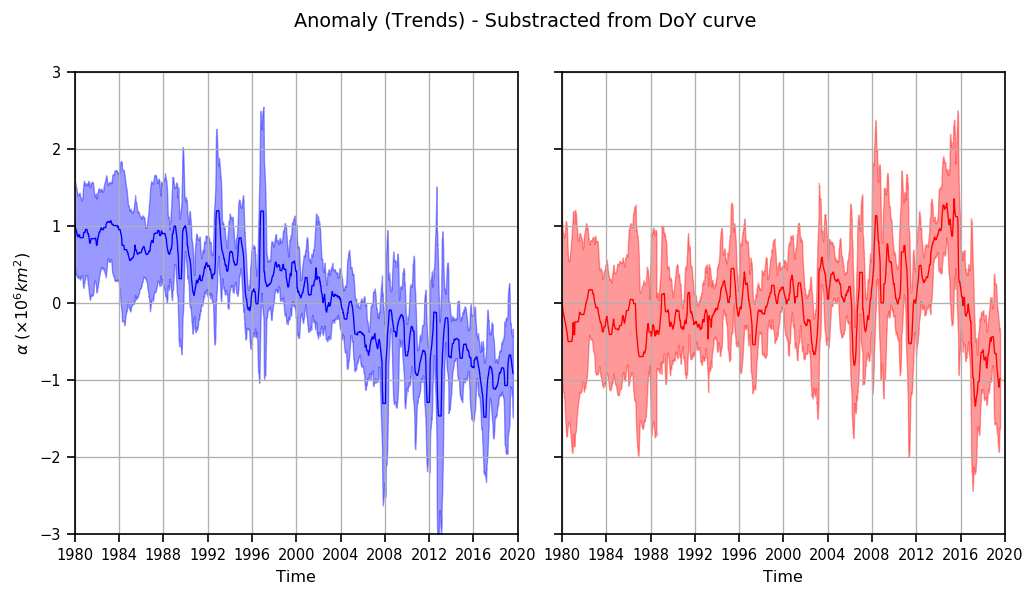 Anomaly (Trends) - Substracted from DoY curve
3
2
1
0
−1
−2
−3
α (×10⁶km²)
1980 1984 1988 1992 1996 2000 2004 2008 2012 2016 2020
Time
1980 1984 1988 1992 1996 2000 2004 2008 2012 2016 2020
Time